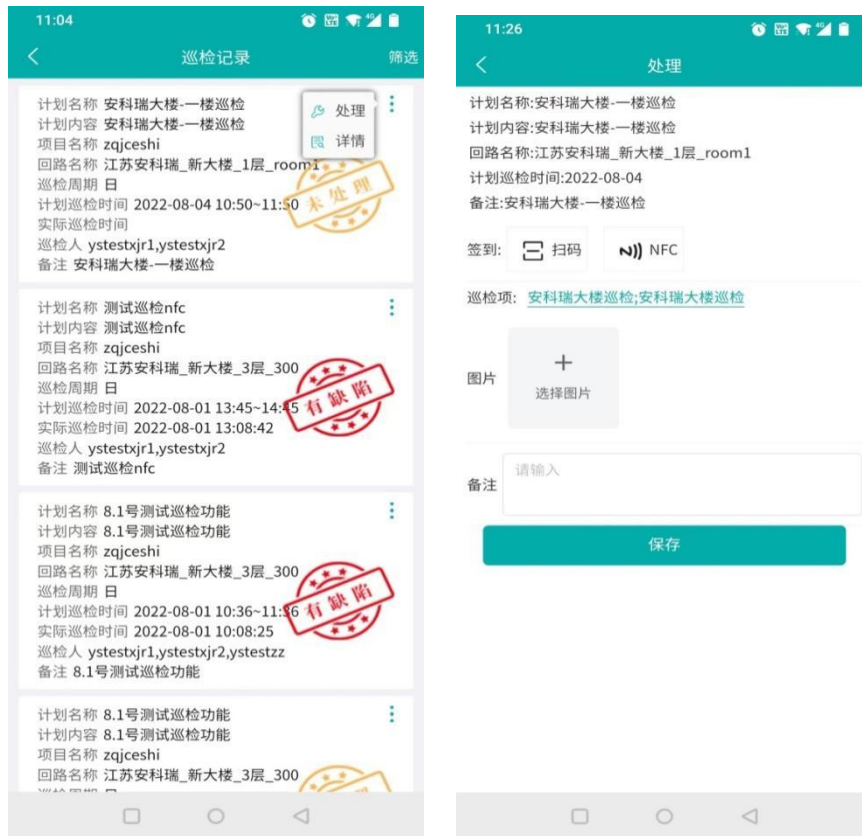 11:04
巡检记录
筛选
计划名称 安科瑞大楼-一楼巡检
计划内容 安科瑞大楼-一楼巡检
项目名称 zqjceshi
回路名称 江苏安科瑞_新大楼_1层_room1
巡检周期 日
计划巡检时间 2022-08-04 10:50~11:50
实际巡检时间
巡检人 ystestxjr1,ystestxjr2
备注 安科瑞大楼-一楼巡检
处理
详情
未处理
计划名称 测试巡检nfc
计划内容 测试巡检nfc
项目名称 zqjceshi
回路名称 江苏安科瑞_新大楼_3层_300
巡检周期 日
计划巡检时间 2022-08-01 13:45~14:45
实际巡检时间 2022-08-01 13:08:42
巡检人 ystestxjr1,ystestxjr2
备注 测试巡检nfc
有缺陷
计划名称 8.1号测试巡检功能
计划内容 8.1号测试巡检功能
项目名称 zqjceshi
回路名称 江苏安科瑞_新大楼_3层_300
巡检周期 日
计划巡检时间 2022-08-01 10:36~11:36
实际巡检时间 2022-08-01 10:08:25
巡检人 ystestxjr1,ystestxjr2,ystestzz
备注 8.1号测试巡检功能
有缺陷
计划名称 8.1号测试巡检功能
计划内容 8.1号测试巡检功能
项目名称 zqjceshi
回路名称 江苏安科瑞_新大楼_3层_300
11:26
处理
计划名称:安科瑞大楼-一楼巡检
计划内容:安科瑞大楼-一楼巡检
回路名称:江苏安科瑞_新大楼_1层_room1
计划巡检时间:2022-08-04
备注:安科瑞大楼-一楼巡检
签到: 扫码 NFC
巡检项: 安科瑞大楼巡检;安科瑞大楼巡检
图片
选择图片
备注
请输入
保存